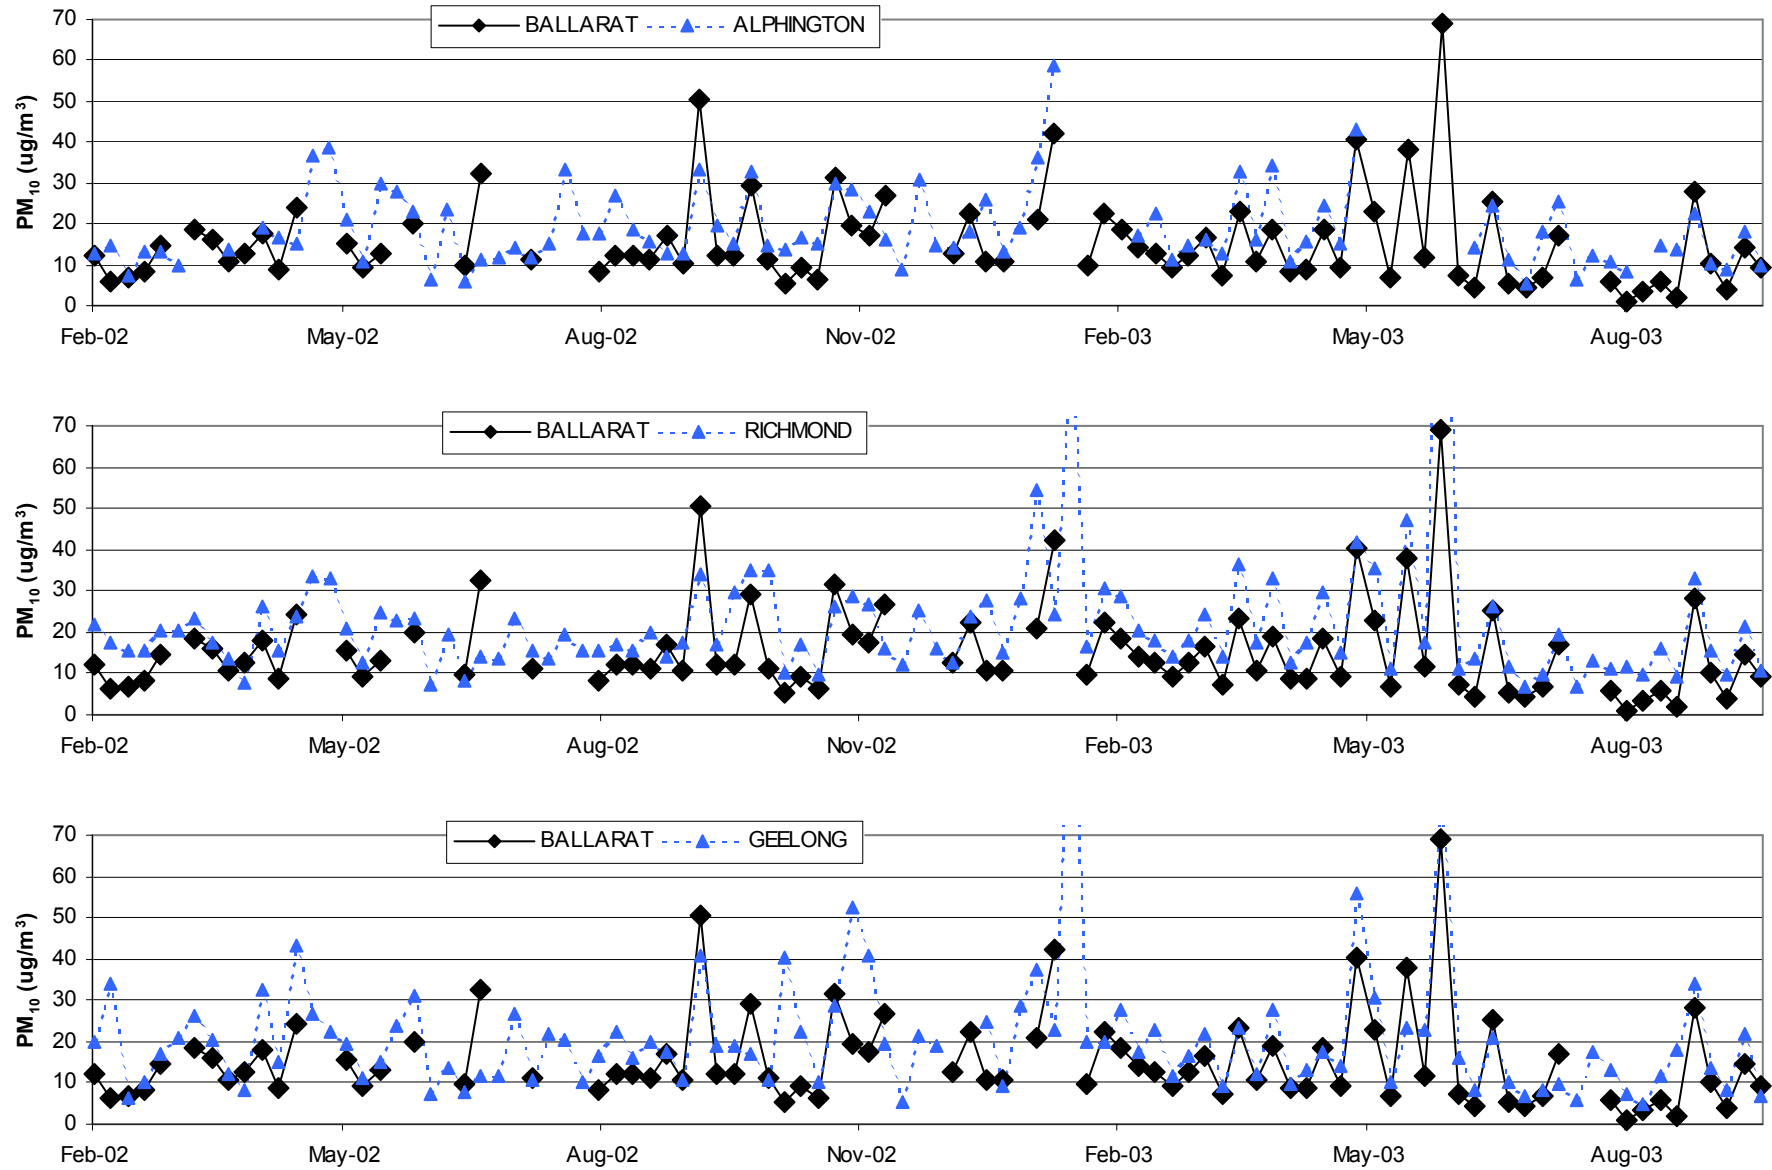 BALLARAT ALPHINGTON
70
60
50
40
30
20
10
0
PM10 (ug/m3)
Feb-02 May-02 Aug-02 Nov-02 Feb-03 May-03 Aug-03
BALLARAT RICHMOND
70
60
50
40
30
20
10
0
PM10 (ug/m3)
Feb-02 May-02 Aug-02 Nov-02 Feb-03 May-03 Aug-03
BALLARAT GEELONG
70
60
50
40
30
20
10
0
PM10 (ug/m3)
Feb-02 May-02 Aug-02 Nov-02 Feb-03 May-03 Aug-03